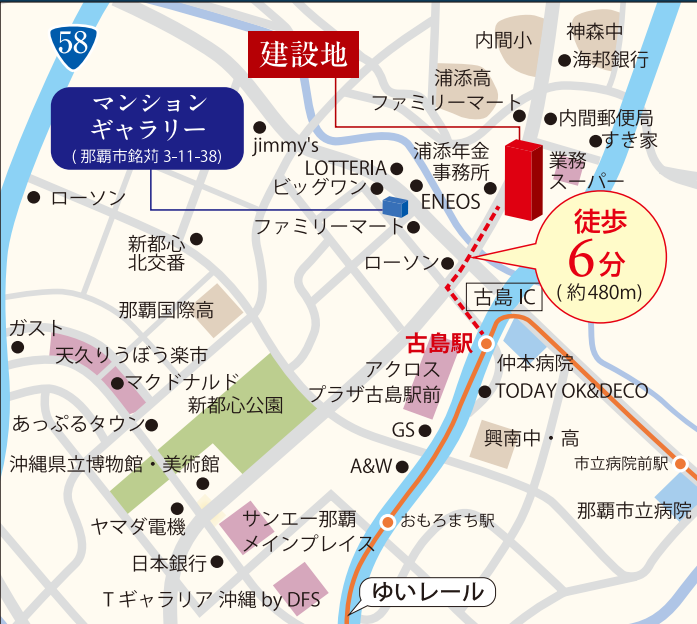 58
建設地
内間小
神森中
海邦銀行
浦添高
ファミリーマート
内間郵便局
すき家
マンション
ギャラリー
(那覇市銘苅 3-11-38)
jimmy's
LOTTERIA
浦添年金
事務所
業務
スーパー
ビッグワン
ENEOS
ローソン
ファミリーマート
徒歩
6分
(約480m)
新都心
北交番
ローソン
古島 IC
那覇国際高
ガスト
古島駅
天久りうぼう楽市
アクロス
プラザ古島駅前
仲本病院
マクドナルド
TODAY OK&DECO
新都心公園
あっぷるタウン
GS
興南中・高
沖縄県立博物館・美術館
A&W
市立病院前駅
ヤマダ電機
サンエー那覇
メインプレイス
おもろまち駅
那覇市立病院
日本銀行
T ギャラリア 沖縄 by DFS
ゆいレール